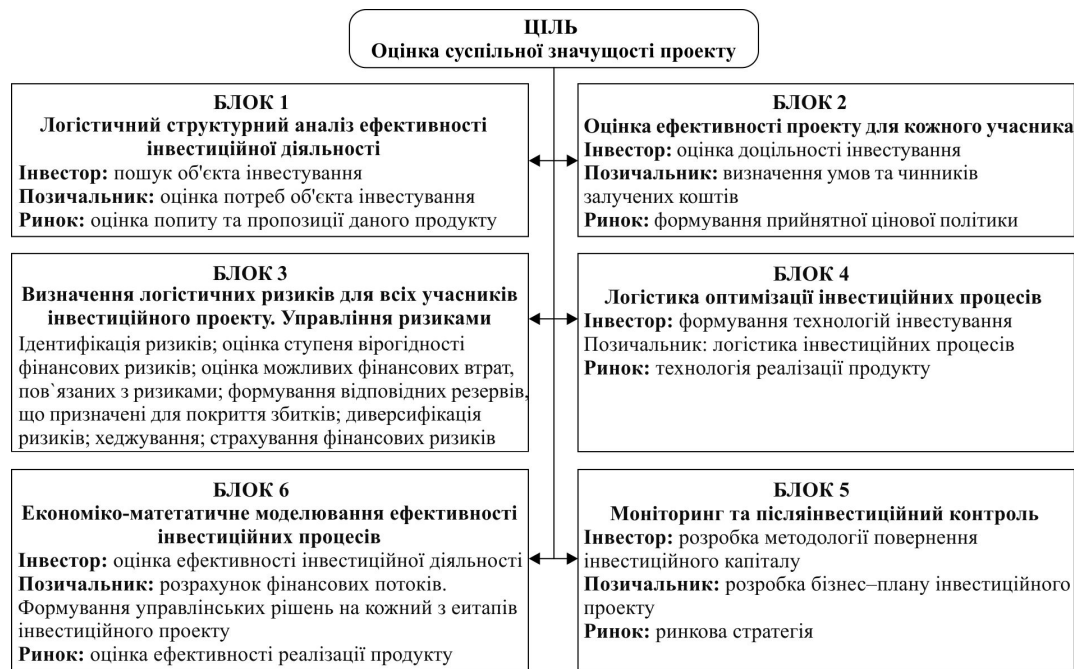 ЦІЛЬ
Оцінка суспільної значущості проекту
БЛОК 1
Логістичний структурний аналіз ефективності
інвестиційної діяльності
Інвестор: пошук об'єкта інвестування
Позичальник: оцінка потреб об'єкта інвестування
Ринок: оцінка попиту та пропозиції даного продукту
БЛОК 2
Оцінка ефективності проекту для кожного учасника
Інвестор: оцінка доцільності інвестування
Позичальник: визначення умов та чинників
залучених коштів
Ринок: формування прийнятної цінової політики
БЛОК 3
Визначення логістичних ризиків для всіх учасників
інвестиційного проекту. Управління ризиками
Ідентифікація ризиків; оцінка ступеня вірогідності
фінансових ризиків; оцінка можливих фінансових втрат,
пов`язаних з ризиками; формування відповідних резервів,
що призначені для покриття збитків; диверсифікація
ризиків; хеджування; страхування фінансових ризиків
БЛОК 4
Логістика оптимізації інвестиційних процесів
Інвестор: формування технологій інвестування
Позичальник: логістика інвестиційних процесів
Ринок: технологія реалізації продукту
БЛОК 6
Економіко-мататичне моделювання ефективності
інвестиційних процесів
Інвестор: оцінка ефективності інвестиційної діяльності
Позичальник: розрахунок фінансових потоків.
Формування управлінських рішень на кожний з еитапів
інвестиційного проекту
Ринок: оцінка ефективності реалізації продукту
БЛОК 5
Моніторинг та післяінвестиційний контроль
Інвестор: розробка методології повернення
інвестиційного капіталу
Позичальник: розробка бізнес–плану інвестиційного
проекту
Ринок: ринкова стратегія